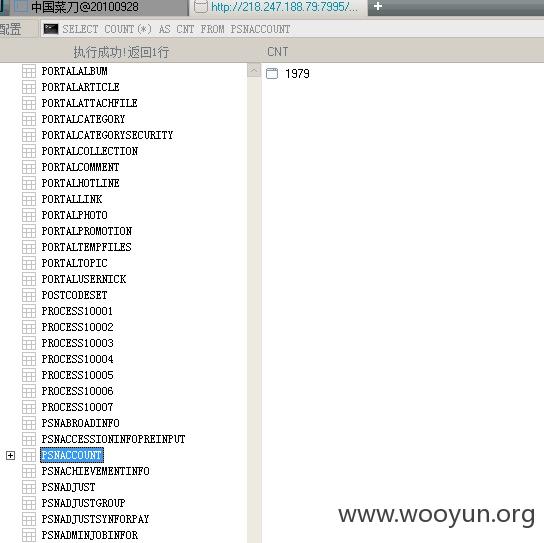 中国菜刀@20100928
http://218.247.188.79:7995/...
配置
SELECT COUNT(*) AS CNT FROM PSNACCOUNT
执行成功!返回1行
CNT
1979
PORTALALBUM
PORTALARTICLE
PORTALATTACHFILE
PORTALCATEGORY
PORTALCATEGORYSECURITY
PORTALCOLLECTION
PORTALCOMMENT
PORTALHOTLINE
PORTALLINK
PORTALPHOTO
PORTALPROMOTION
PORTALTEMPFILES
PORTALTOPIC
PORTALUSERNICK
POSTCODESET
PROCESS10001
PROCESS10002
PROCESS10003
PROCESS10004
PROCESS10005
PROCESS10006
PROCESS10007
PSNABROADINFO
PSNACCESSIONINFOPREINPUT
PSNACCOUNT
PSNACHIEVEMENTINFO
PSNADJUST
PSNADJUSTGROUP
PSNADJUSTSYNFORPAY
PSNADMINJOBINFOR
www.wooyun.org